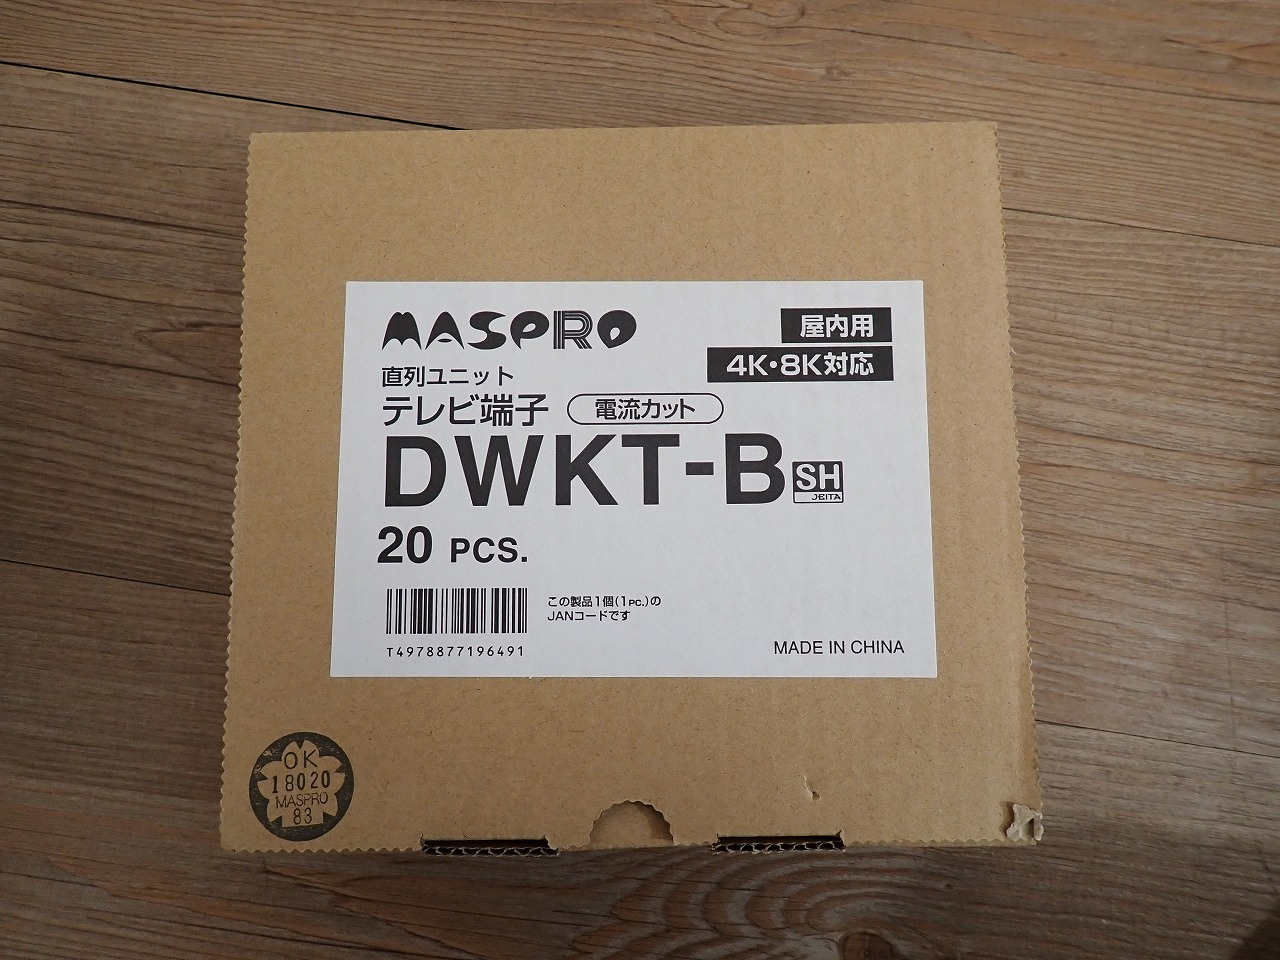 MASPRO
屋内用
4K・8K対応
直列ユニット
テレビ端子 電流カット
DWKT-B SH
JEITA
20 PCS.
この製品1個(1PC.)の
JANコードです
T4978877196491
MADE IN CHINA
OK
18020
MASPRO
83